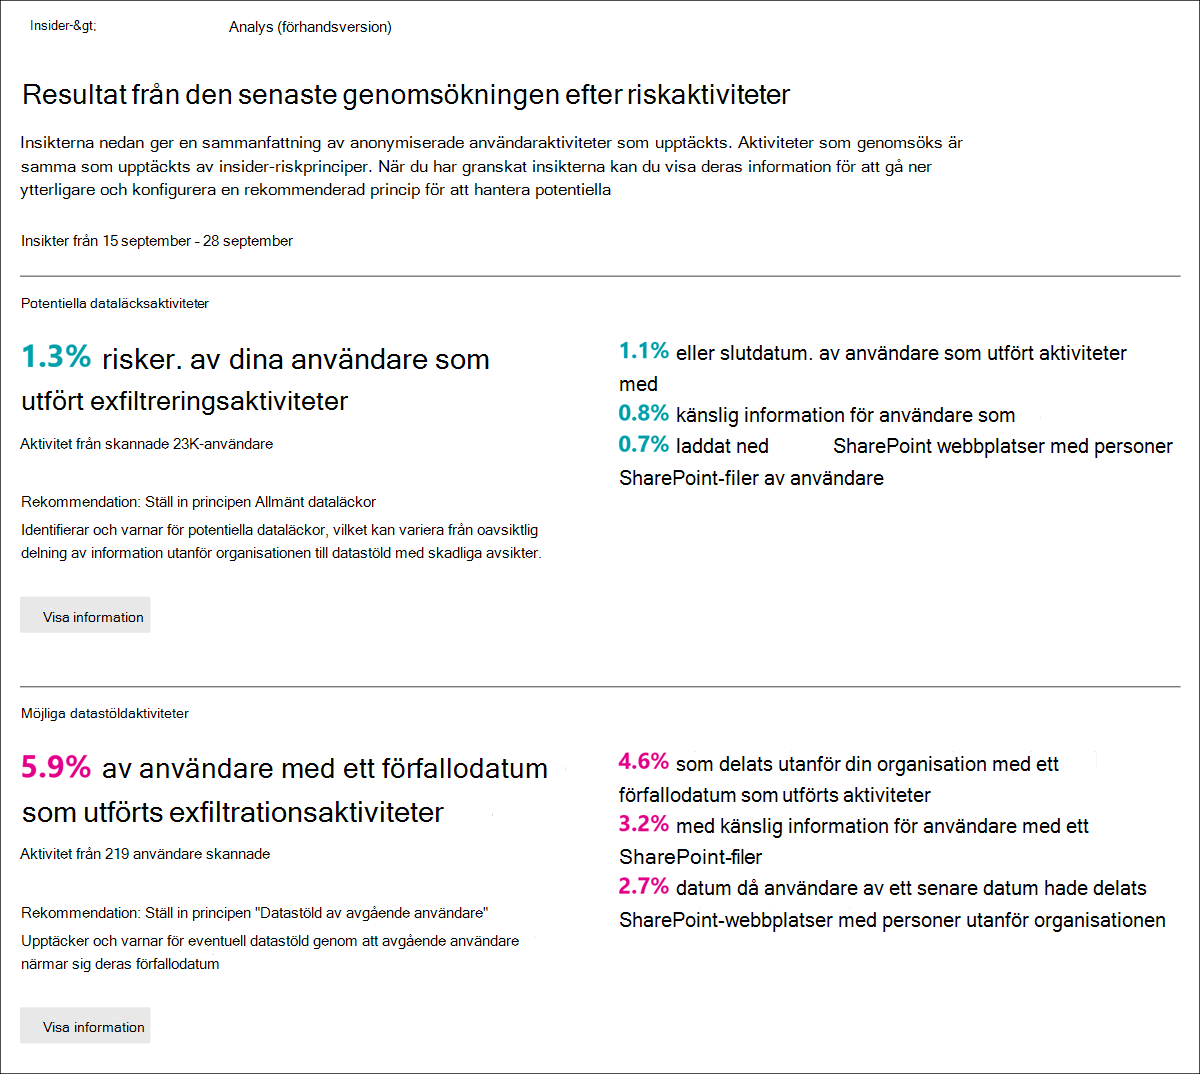 Insider-&gt; Analys (förhandsversion)
Resultat från den senaste genomsökningen efter riskaktiviteter
Insikterna nedan ger en sammanfattning av anonymiserade användaraktiviteter som upptäckts. Aktiviteter som genomsöks är
samma som upptäckts av insider-riskprinciper. När du har granskat insikterna kan du visa deras information för att gå ner
ytterligare och konfigurera en rekommenderad princip för att hantera potentiella
Insikter från 15 september - 28 september
Potentiella dataläcksaktiviteter
1.3% risker. av dina användare som
utfört exfiltreringsaktiviteter
Aktivitet från skannade 23K-användare
Rekommendation: Ställ in principen Allmänt dataläckor
Identifierar och varnar för potentiella dataläckor, vilket kan variera från oavsiktlig
delning av information utanför organisationen till datastöld med skadliga avsikter.
Visa information
1.1% eller slutdatum. av användare som utfört aktiviteter
med
0.8% känslig information för användare som
0.7% laddat ned SharePoint webbplatser med personer
SharePoint-filer av användare
Möjliga datastöldaktiviteter
5.9% av användare med ett förfallodatum
som utförts exfiltrationsaktiviteter
Aktivitet från 219 användare skannade
Rekommendation: Ställ in principen "Datastöld av avgående användare"
Upptäcker och varnar för eventuell datastöld genom att avgående användare
närmar sig deras förfallodatum
Visa information
4.6% som delats utanför din organisation med ett
förfallodatum som utförts aktiviteter
3.2% med känslig information för användare med ett
SharePoint-filer
2.7% datum då användare av ett senare datum hade delats
SharePoint-webbplatser med personer utanför organisationen